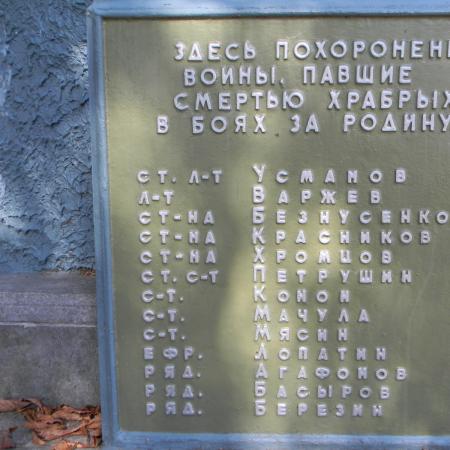 ЗДЕСЬ ПОХОРОНЕН
ВОИНЫ, ПАВШИЕ
СМЕРТЬЮ ХРАБРЫХ
В БОЯХ ЗА РОДИНУ
СТ. Л-Т УСМАНОВ
Л-Т ВАРЖЕВ
СТ-НА БЕЗНУСЕНКО
СТ-НА КРАСНИКОВ
СТ-НА ХРОМЦОВ
СТ. С-Т ПЕТРУШИН
С-Т. КОНОН
С-Т. МАЧУЛА
С-Т. МЯСИН
ЕФР. ЛОПАТИН
РЯД. АГАФОНОВ
РЯД. БАСЫРОВ
РЯД. БЕРЕЗИН